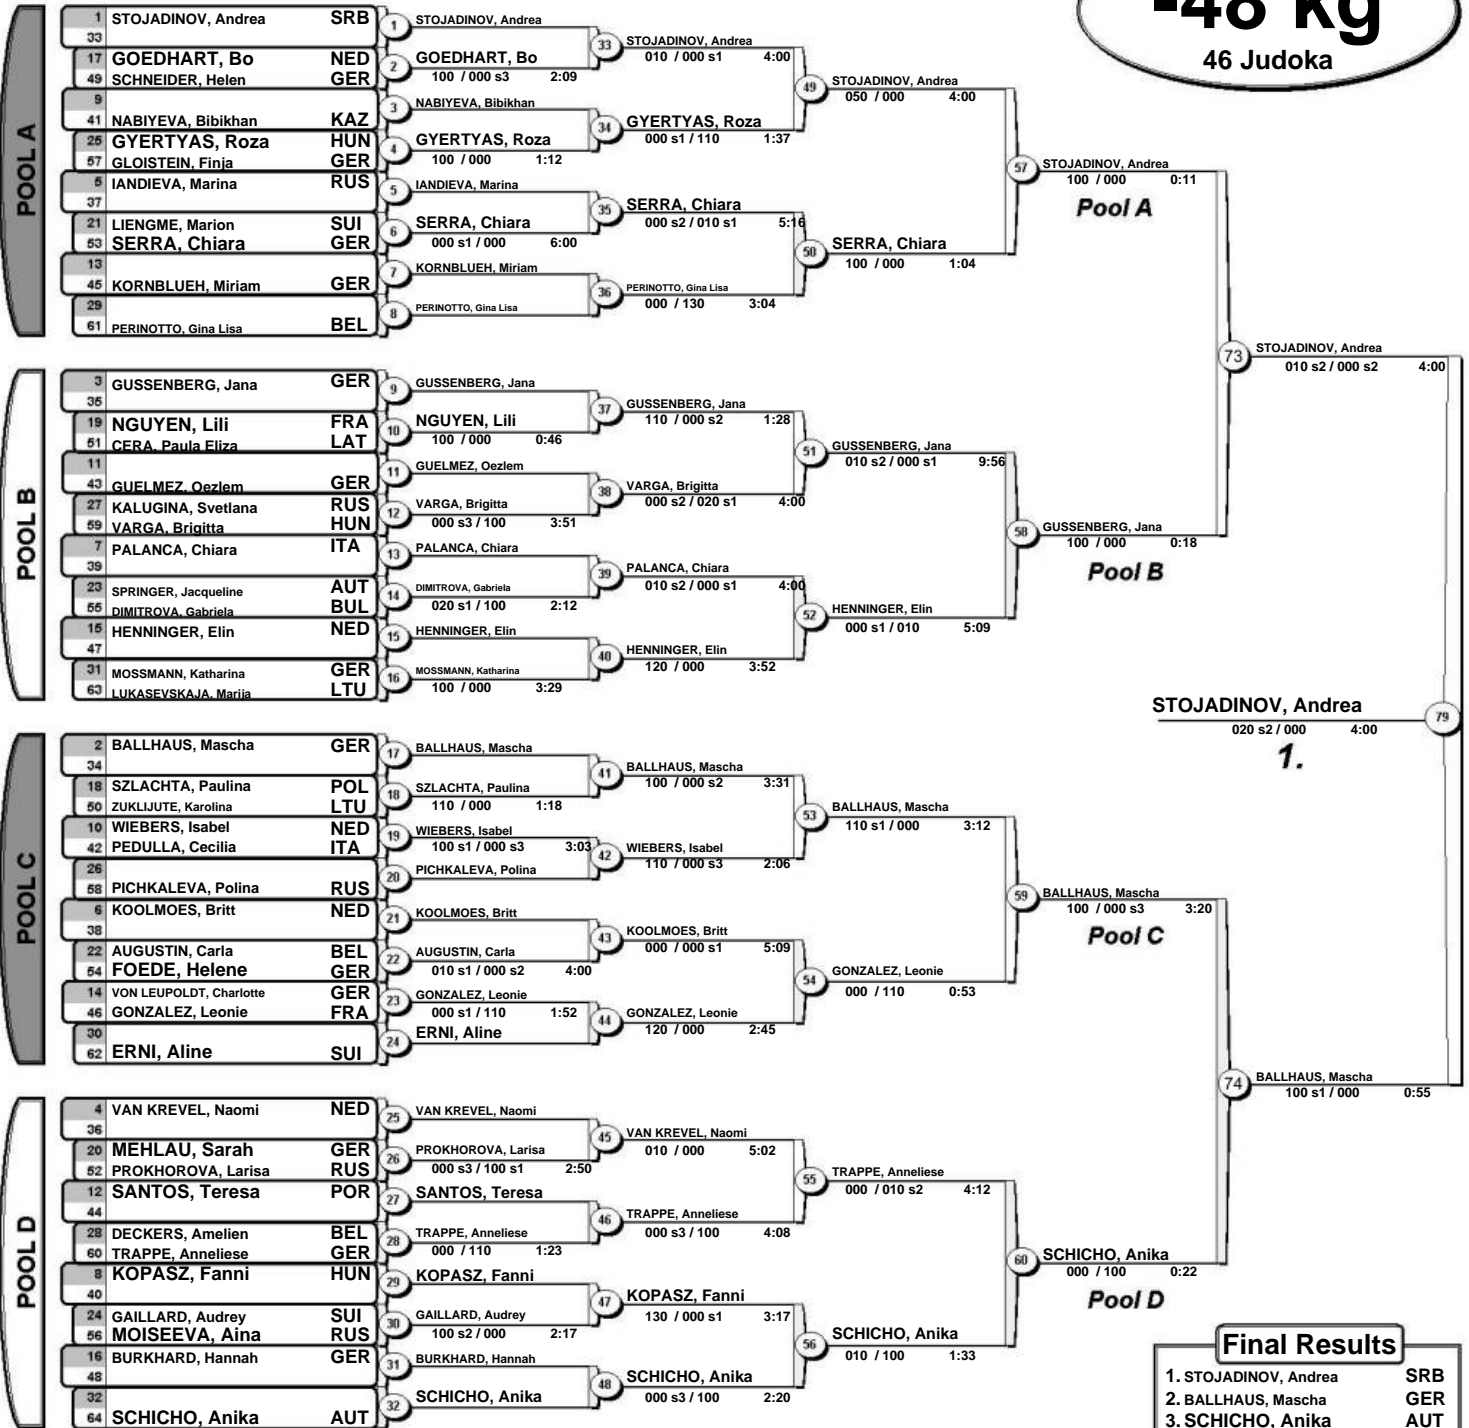 -48 kg
46 Judoka
POOL A
1 STOJADINOV, Andrea SRB
33
17 GOEDHART, Bo NED
49 SCHNEIDER, Helen GER
9
41 NABIYEVA, Bibikhan KAZ
25 GYERTYAS, Roza HUN
57 GLOISTEIN, Finja GER
5 IANDIEVA, Marina RUS
37
21 LIENGME, Marion SUI
53 SERRA, Chiara GER
13
45 KORNBLUEH, Miriam GER
29
61 PERINOTTO, Gina Lisa BEL
1 STOJADINOV, Andrea
2 GOEDHART, Bo
100 / 000 s3 2:09
3 NABIYEVA, Bibikhan
4 GYERTYAS, Roza
100 / 000 1:12
5 IANDIEVA, Marina
6 SERRA, Chiara
000 s1 / 000 6:00
7 KORNBLUEH, Miriam
8 PERINOTTO, Gina Lisa
33 STOJADINOV, Andrea
010 / 000 s1 4:00
34 GYERTYAS, Roza
000 s1 / 110 1:37
35 SERRA, Chiara
000 s2 / 010 s1 5:16
36 PERINOTTO, Gina Lisa
000 / 130 3:04
49 STOJADINOV, Andrea
050 / 000 4:00
50 SERRA, Chiara
100 / 000 1:04
57 STOJADINOV, Andrea
100 / 000 0:11
Pool A
POOL B
3 GUSSENBERG, Jana GER
35
19 NGUYEN, Lili FRA
51 CERA, Paula Eliza LAT
11
43 GUELMEZ, Oezlem GER
27 KALUGINA, Svetlana RUS
59 VARGA, Brigitta HUN
7 PALANCA, Chiara ITA
39
23 SPRINGER, Jacqueline AUT
55 DIMITROVA, Gabriela BUL
15 HENNINGER, Elin NED
47
31 MOSSMANN, Katharina GER
63 LUKASEVSKAJA, Marija LTU
9 GUSSENBERG, Jana
10 NGUYEN, Lili
100 / 000 0:46
11 GUELMEZ, Oezlem
12 VARGA, Brigitta
000 s3 / 100 3:51
13 PALANCA, Chiara
14 DIMITROVA, Gabriela
020 s1 / 100 2:12
15 HENNINGER, Elin
16 MOSSMANN, Katharina
100 / 000 3:29
37 GUSSENBERG, Jana
110 / 000 s2 1:28
38 VARGA, Brigitta
000 s2 / 020 s1 4:00
39 PALANCA, Chiara
010 s2 / 000 s1 4:00
40 HENNINGER, Elin
120 / 000 3:52
51 GUSSENBERG, Jana
010 s2 / 000 s1 9:56
52 HENNINGER, Elin
000 s1 / 010 5:09
58 GUSSENBERG, Jana
100 / 000 0:18
Pool B
73 STOJADINOV, Andrea
010 s2 / 000 s2 4:00
STOJADINOV, Andrea 79
020 s2 / 000 4:00
1.
POOL C
2 BALLHAUS, Mascha GER
34
18 SZLACHTA, Paulina POL
50 ZUKLIJUTE, Karolina LTU
10 WIEBERS, Isabel NED
42 PEDULLA, Cecilia ITA
26
58 PICHKALEVA, Polina RUS
6 KOOLMOES, Britt NED
38
22 AUGUSTIN, Carla BEL
54 FOEDE, Helene GER
14 VON LEUPOLDT, Charlotte GER
46 GONZALEZ, Leonie FRA
30
62 ERNI, Aline SUI
17 BALLHAUS, Mascha
18 SZLACHTA, Paulina
110 / 000 1:18
19 WIEBERS, Isabel
100 s1 / 000 s3 3:03
20 PICHKALEVA, Polina
21 KOOLMOES, Britt
22 AUGUSTIN, Carla
010 s1 / 000 s2 4:00
23 GONZALEZ, Leonie
000 s1 / 110 1:52
24 ERNI, Aline
41 BALLHAUS, Mascha
100 / 000 s2 3:31
42 WIEBERS, Isabel
110 / 000 s3 2:06
43 KOOLMOES, Britt
000 / 000 s1 5:09
44 GONZALEZ, Leonie
120 / 000 2:45
53 BALLHAUS, Mascha
110 s1 / 000 3:12
54 GONZALEZ, Leonie
000 / 110 0:53
59 BALLHAUS, Mascha
100 / 000 s3 3:20
Pool C
74 BALLHAUS, Mascha
100 s1 / 000 0:55
POOL D
4 VAN KREVEL, Naomi NED
36
20 MEHLAU, Sarah GER
52 PROKHOROVA, Larisa RUS
12 SANTOS, Teresa POR
44
28 DECKERS, Amelien BEL
60 TRAPPE, Anneliese GER
8 KOPASZ, Fanni HUN
40
24 GAILLARD, Audrey SUI
56 MOISEEVA, Aina RUS
16 BURKHARD, Hannah GER
48
32
64 SCHICHO, Anika AUT
25 VAN KREVEL, Naomi
26 PROKHOROVA, Larisa
000 s3 / 100 s1 2:50
27 SANTOS, Teresa
28 TRAPPE, Anneliese
000 / 110 1:23
29 KOPASZ, Fanni
30 GAILLARD, Audrey
100 s2 / 000 2:17
31 BURKHARD, Hannah
32 SCHICHO, Anika
45 VAN KREVEL, Naomi
010 / 000 5:02
46 TRAPPE, Anneliese
000 s3 / 100 4:08
47 KOPASZ, Fanni
130 / 000 s1 3:17
48 SCHICHO, Anika
000 s3 / 100 2:20
55 TRAPPE, Anneliese
000 / 010 s2 4:12
56 SCHICHO, Anika
010 / 100 1:33
60 SCHICHO, Anika
000 / 100 0:22
Pool D
Final Results
1. STOJADINOV, Andrea SRB
2. BALLHAUS, Mascha GER
3. SCHICHO, Anika AUT